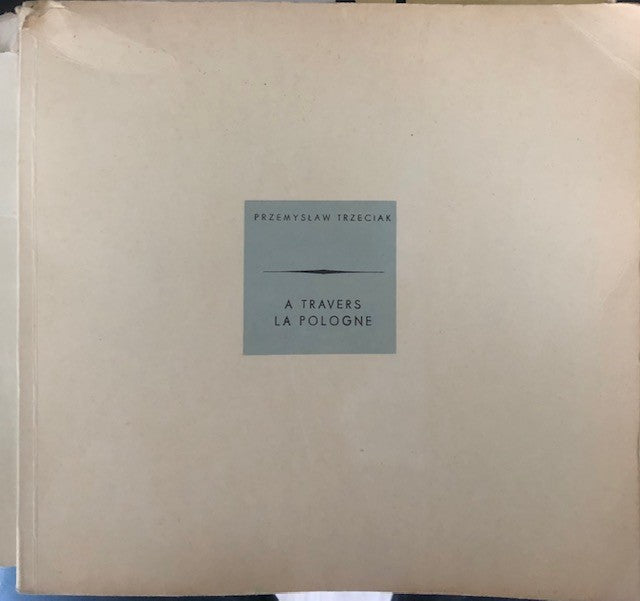 PRZEMYSŁAW TRZECIAK
A TRAVERS
LA POLOGNE